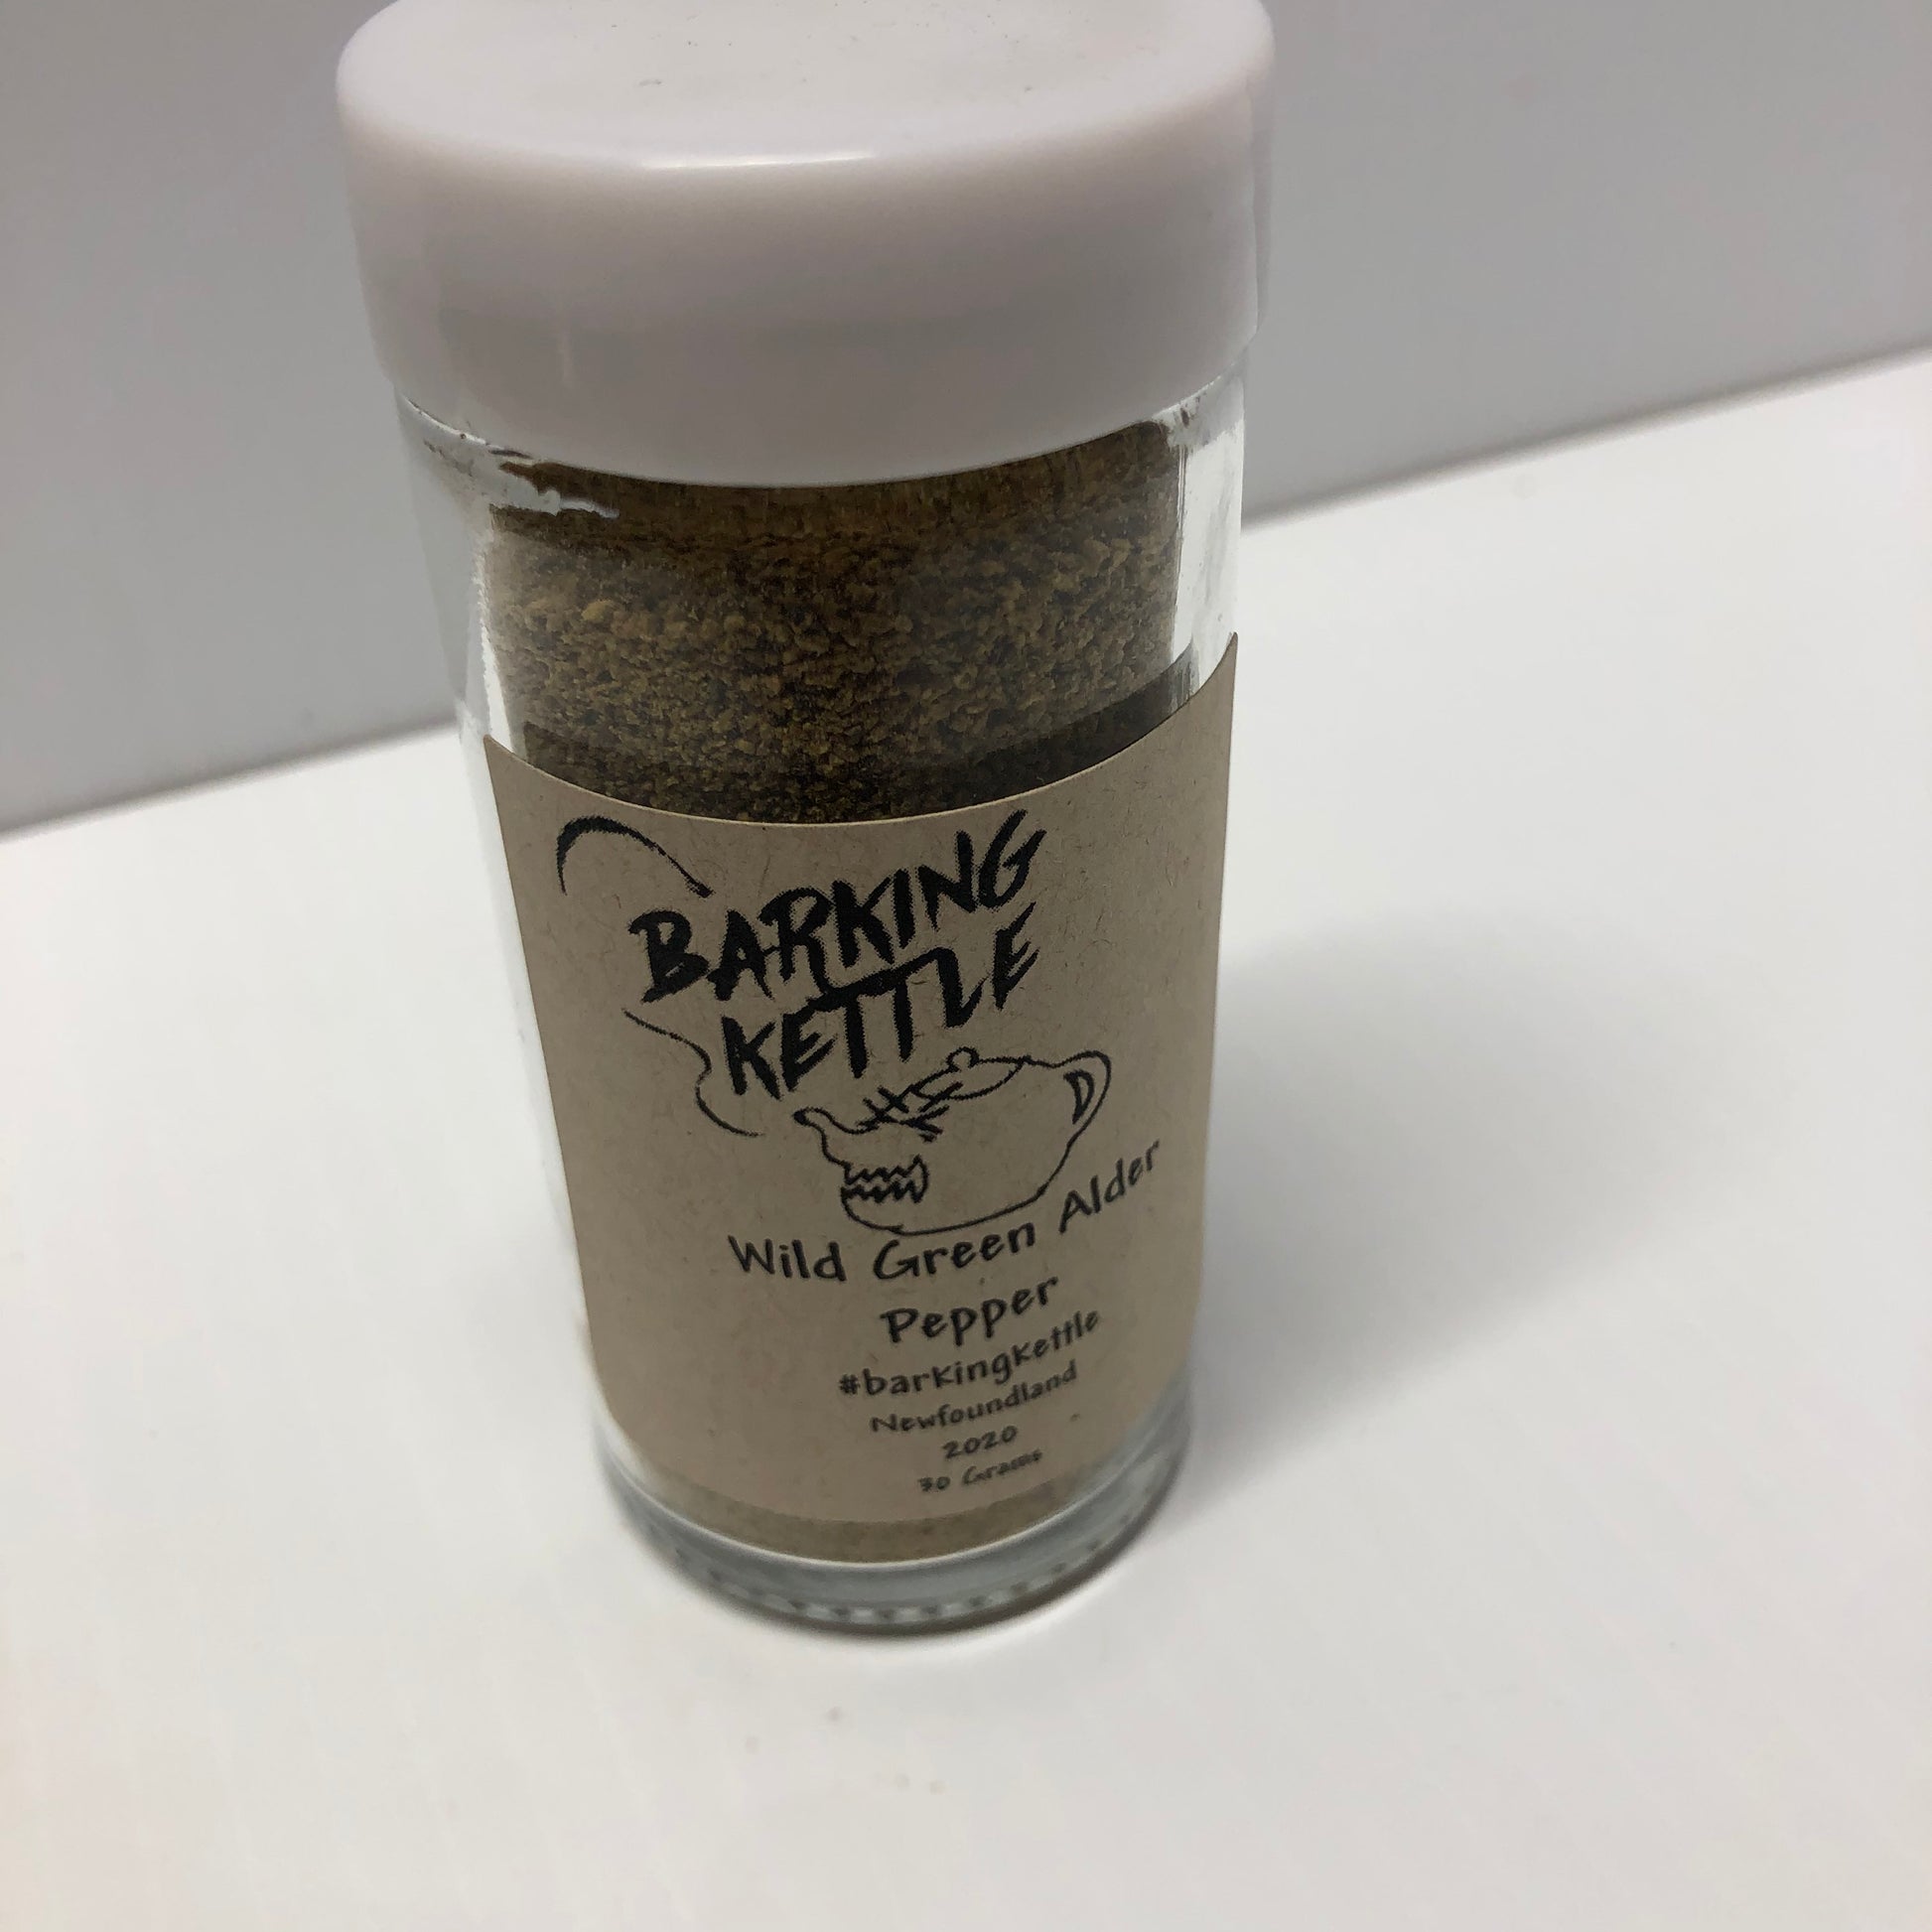 BARKING
KETTLE
Wild Green Alder
Pepper
#barkingkettle
Newfoundland
2020
30 Grams